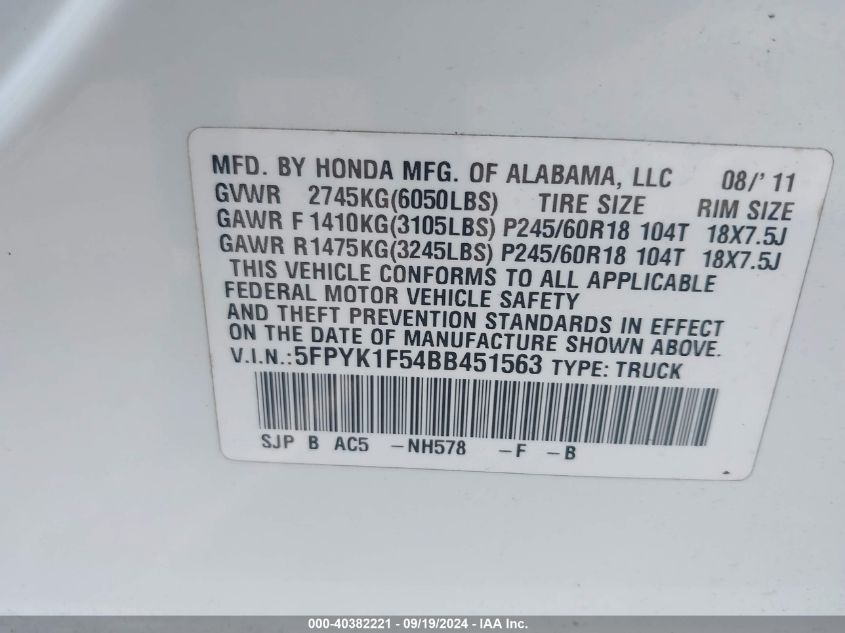 MFD. BY HONDA MFG. OF ALABAMA, LLC 08/'11
GVWR 2745KG(6050LBS) TIRE SIZE RIM SIZE
GAWR F 1410KG(3105LBS) P245/60R18 104T 18X7.5J
GAWR R1475KG(3245LBS) P245/60R18 104T 18X7.5J
THIS VEHICLE CONFORMS TO ALL APPLICABLE
FEDERAL MOTOR VEHICLE SAFETY
AND THEFT PREVENTION STANDARDS IN EFFECT
ON THE DATE OF MANUFACTURE SHOWN ABOVE.
V.I.N.:5FPYK1F54BB451563 TYPE: TRUCK
SJP B AC5 -NH578 -F -B
000-40382221 - 09/19/2024 - IAA Inc.